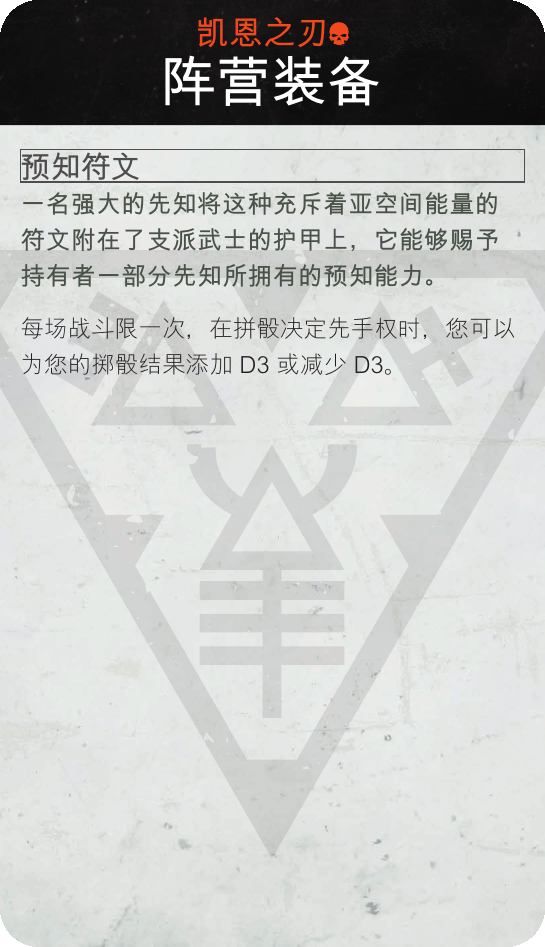 凯恩之刃
阵营装备
预知符文
一名强大的先知将这种充斥着亚空间能量的
符文附在了支派武士的护甲上，它能够赐予
持有者一部分先知所拥有的预知能力。
每场战斗限一次，在拼骰决定先手权时，您可以
为您的掷骰结果添加 D3 或减少 D3。